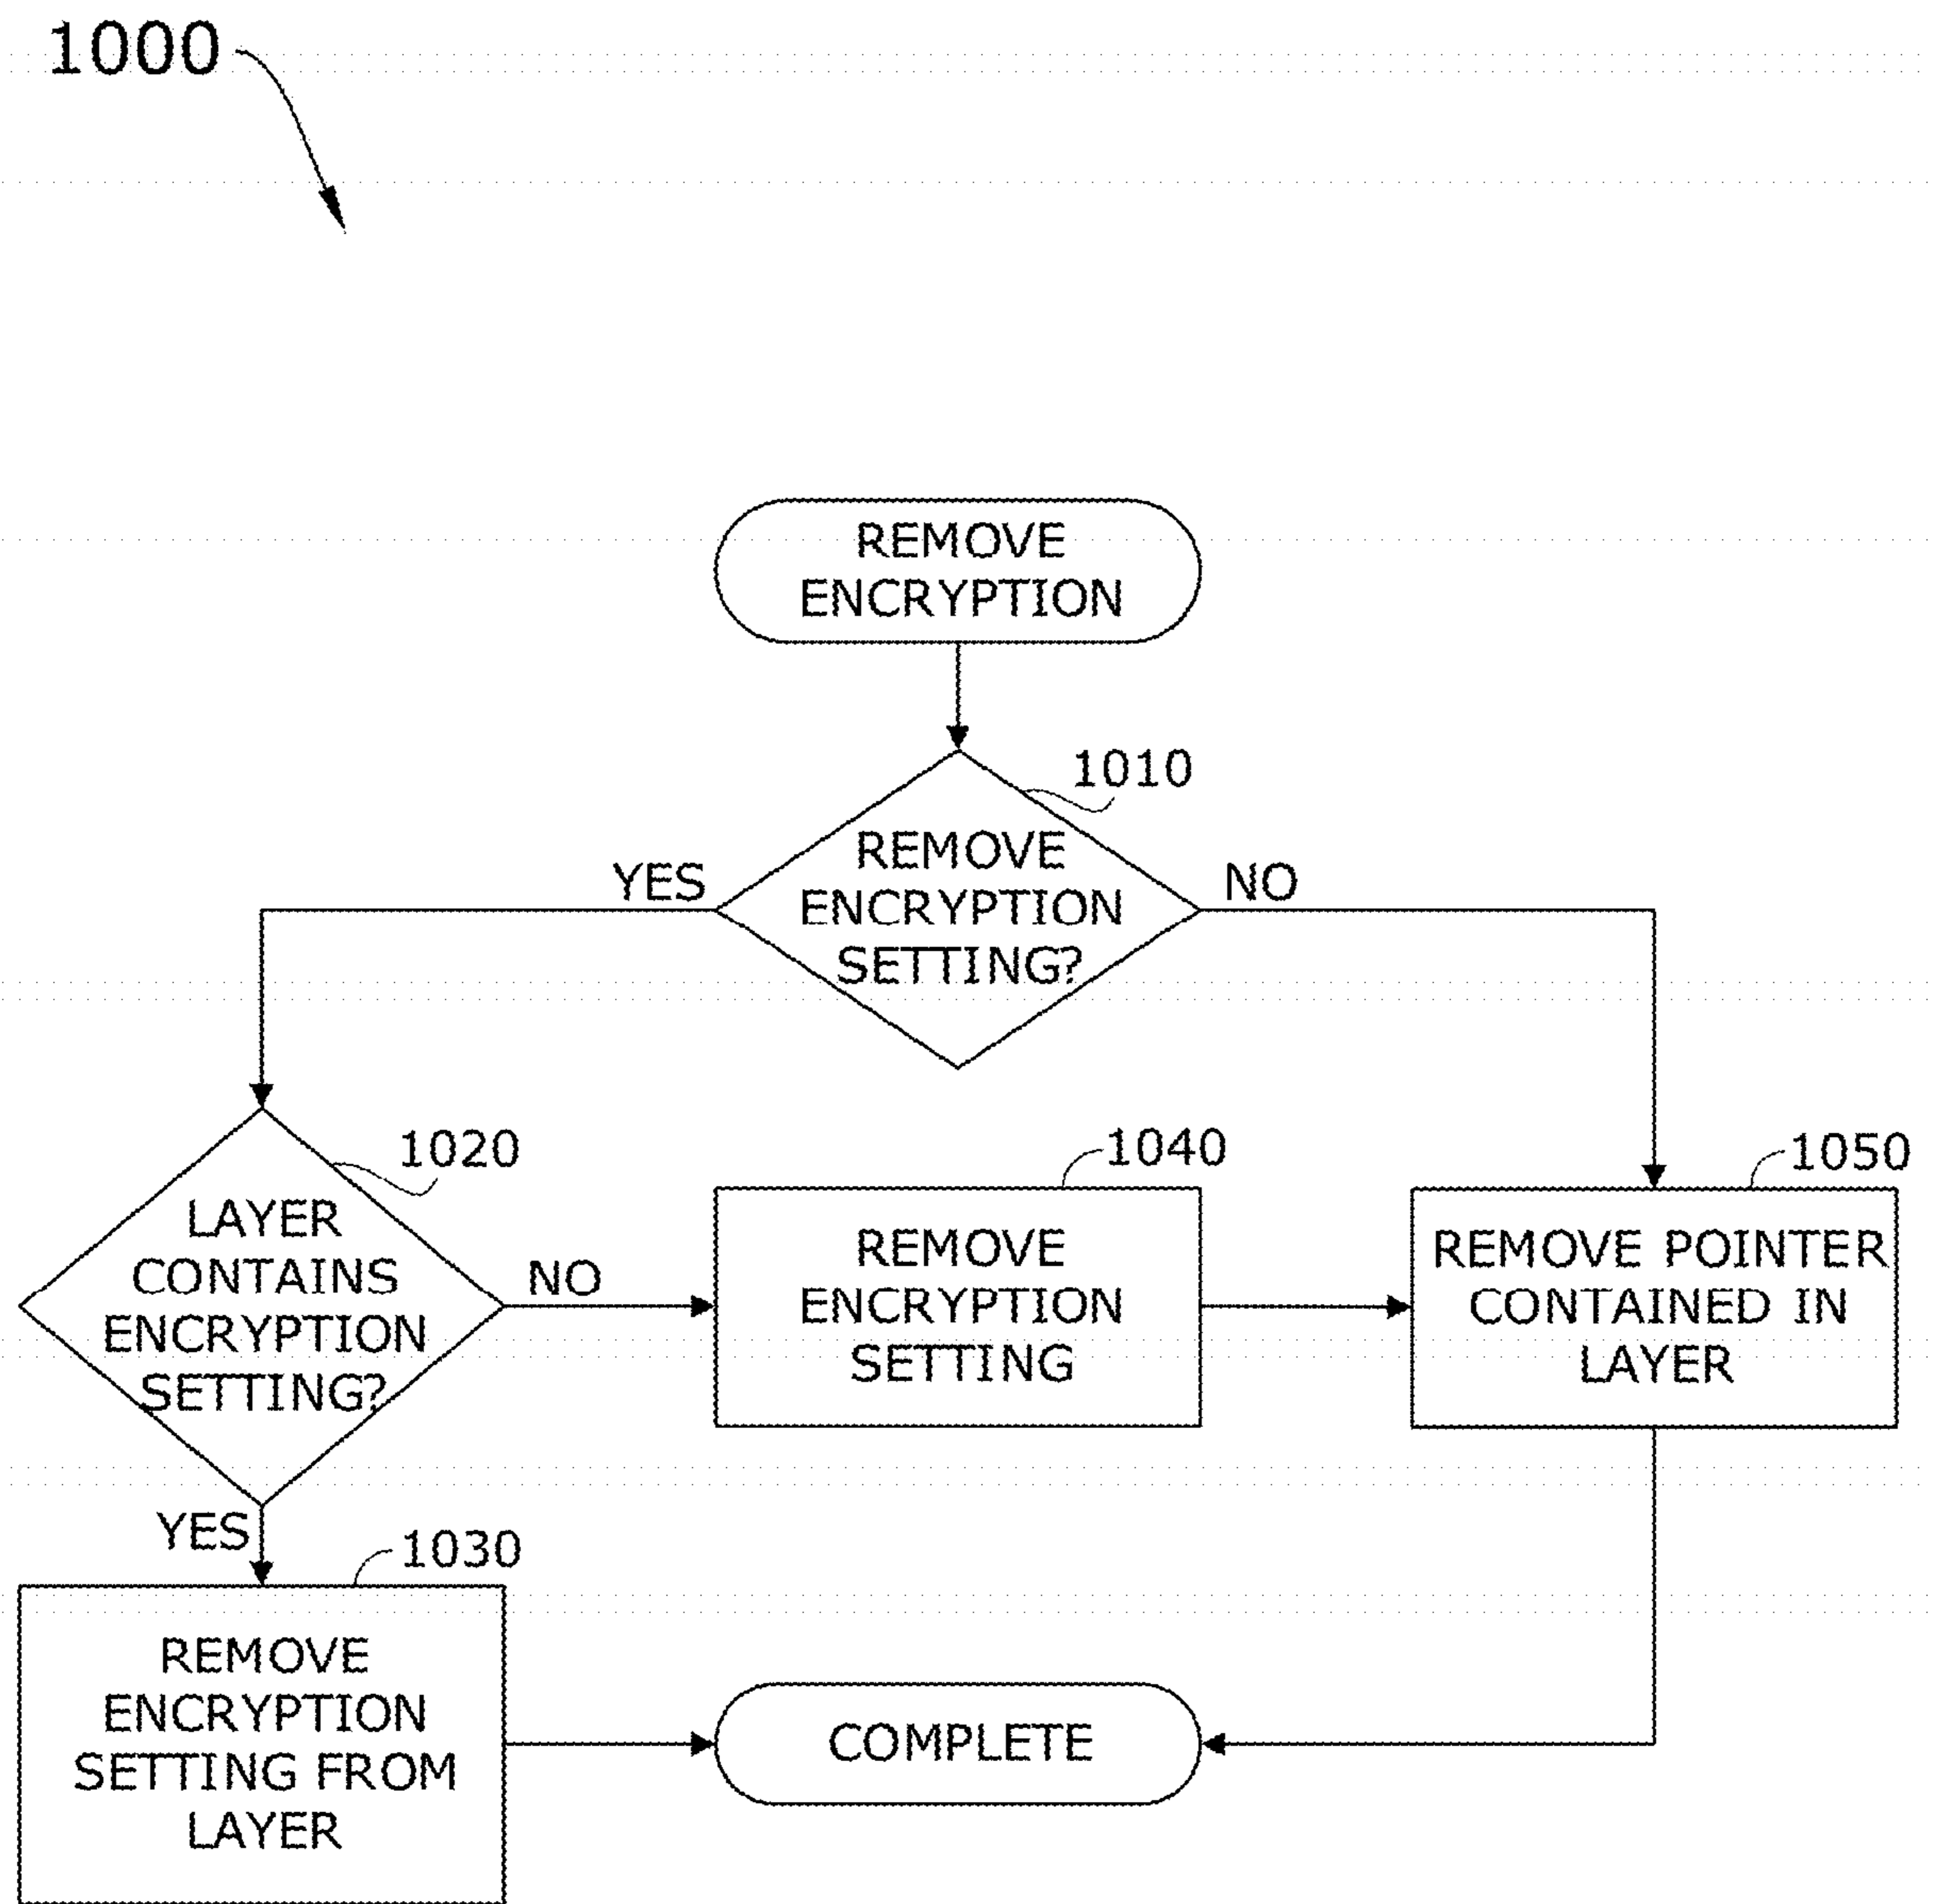 1000
REMOVE
ENCRYPTION
1010
REMOVE
ENCRYPTION
SETTING?
YES
NO
1020
LAYER
CONTAINS
ENCRYPTION
SETTING?
NO
YES
1040
REMOVE
ENCRYPTION
SETTING
1050
REMOVE POINTER
CONTAINED IN
LAYER
1030
REMOVE
ENCRYPTION
SETTING FROM
LAYER
COMPLETE